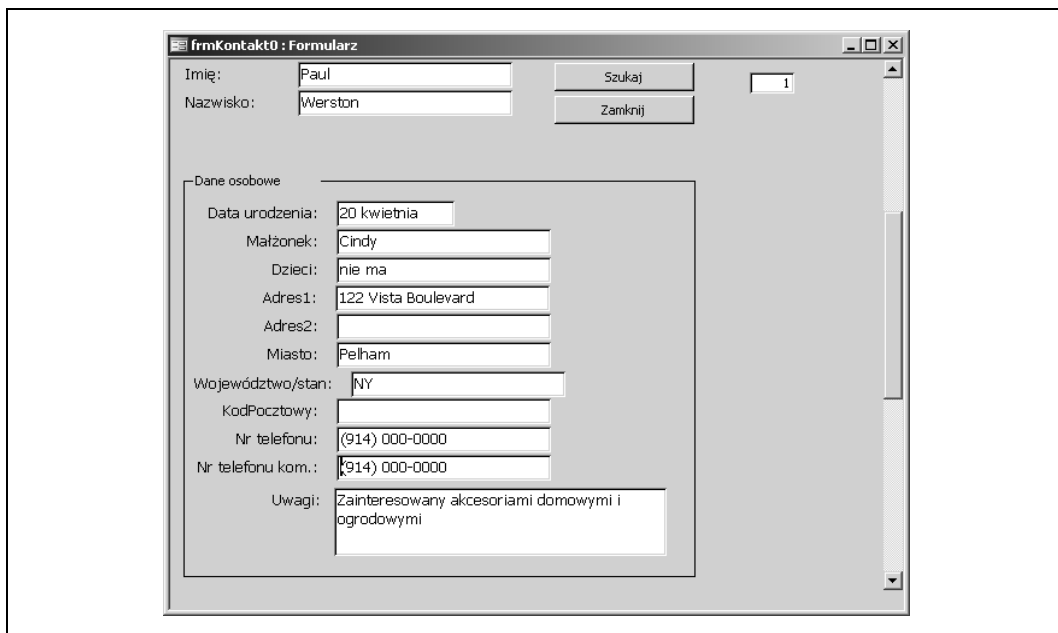 frmKontakt0 : Formularz
Imię: Paul Szukaj 1
Nazwisko: Werston Zamknij
Dane osobowe
Data urodzenia: 20 kwietnia
Małżonek: Cindy
Dzieci: nie ma
Adres1: 122 Vista Boulevard
Adres2:
Miasto: Pelham
Województwo/stan: NY
KodPocztowy:
Nr telefonu: (914) 000-0000
Nr telefonu kom.: (914) 000-0000
Uwagi: Zainteresowany akcesoriami domowymi i
ogrodowymi